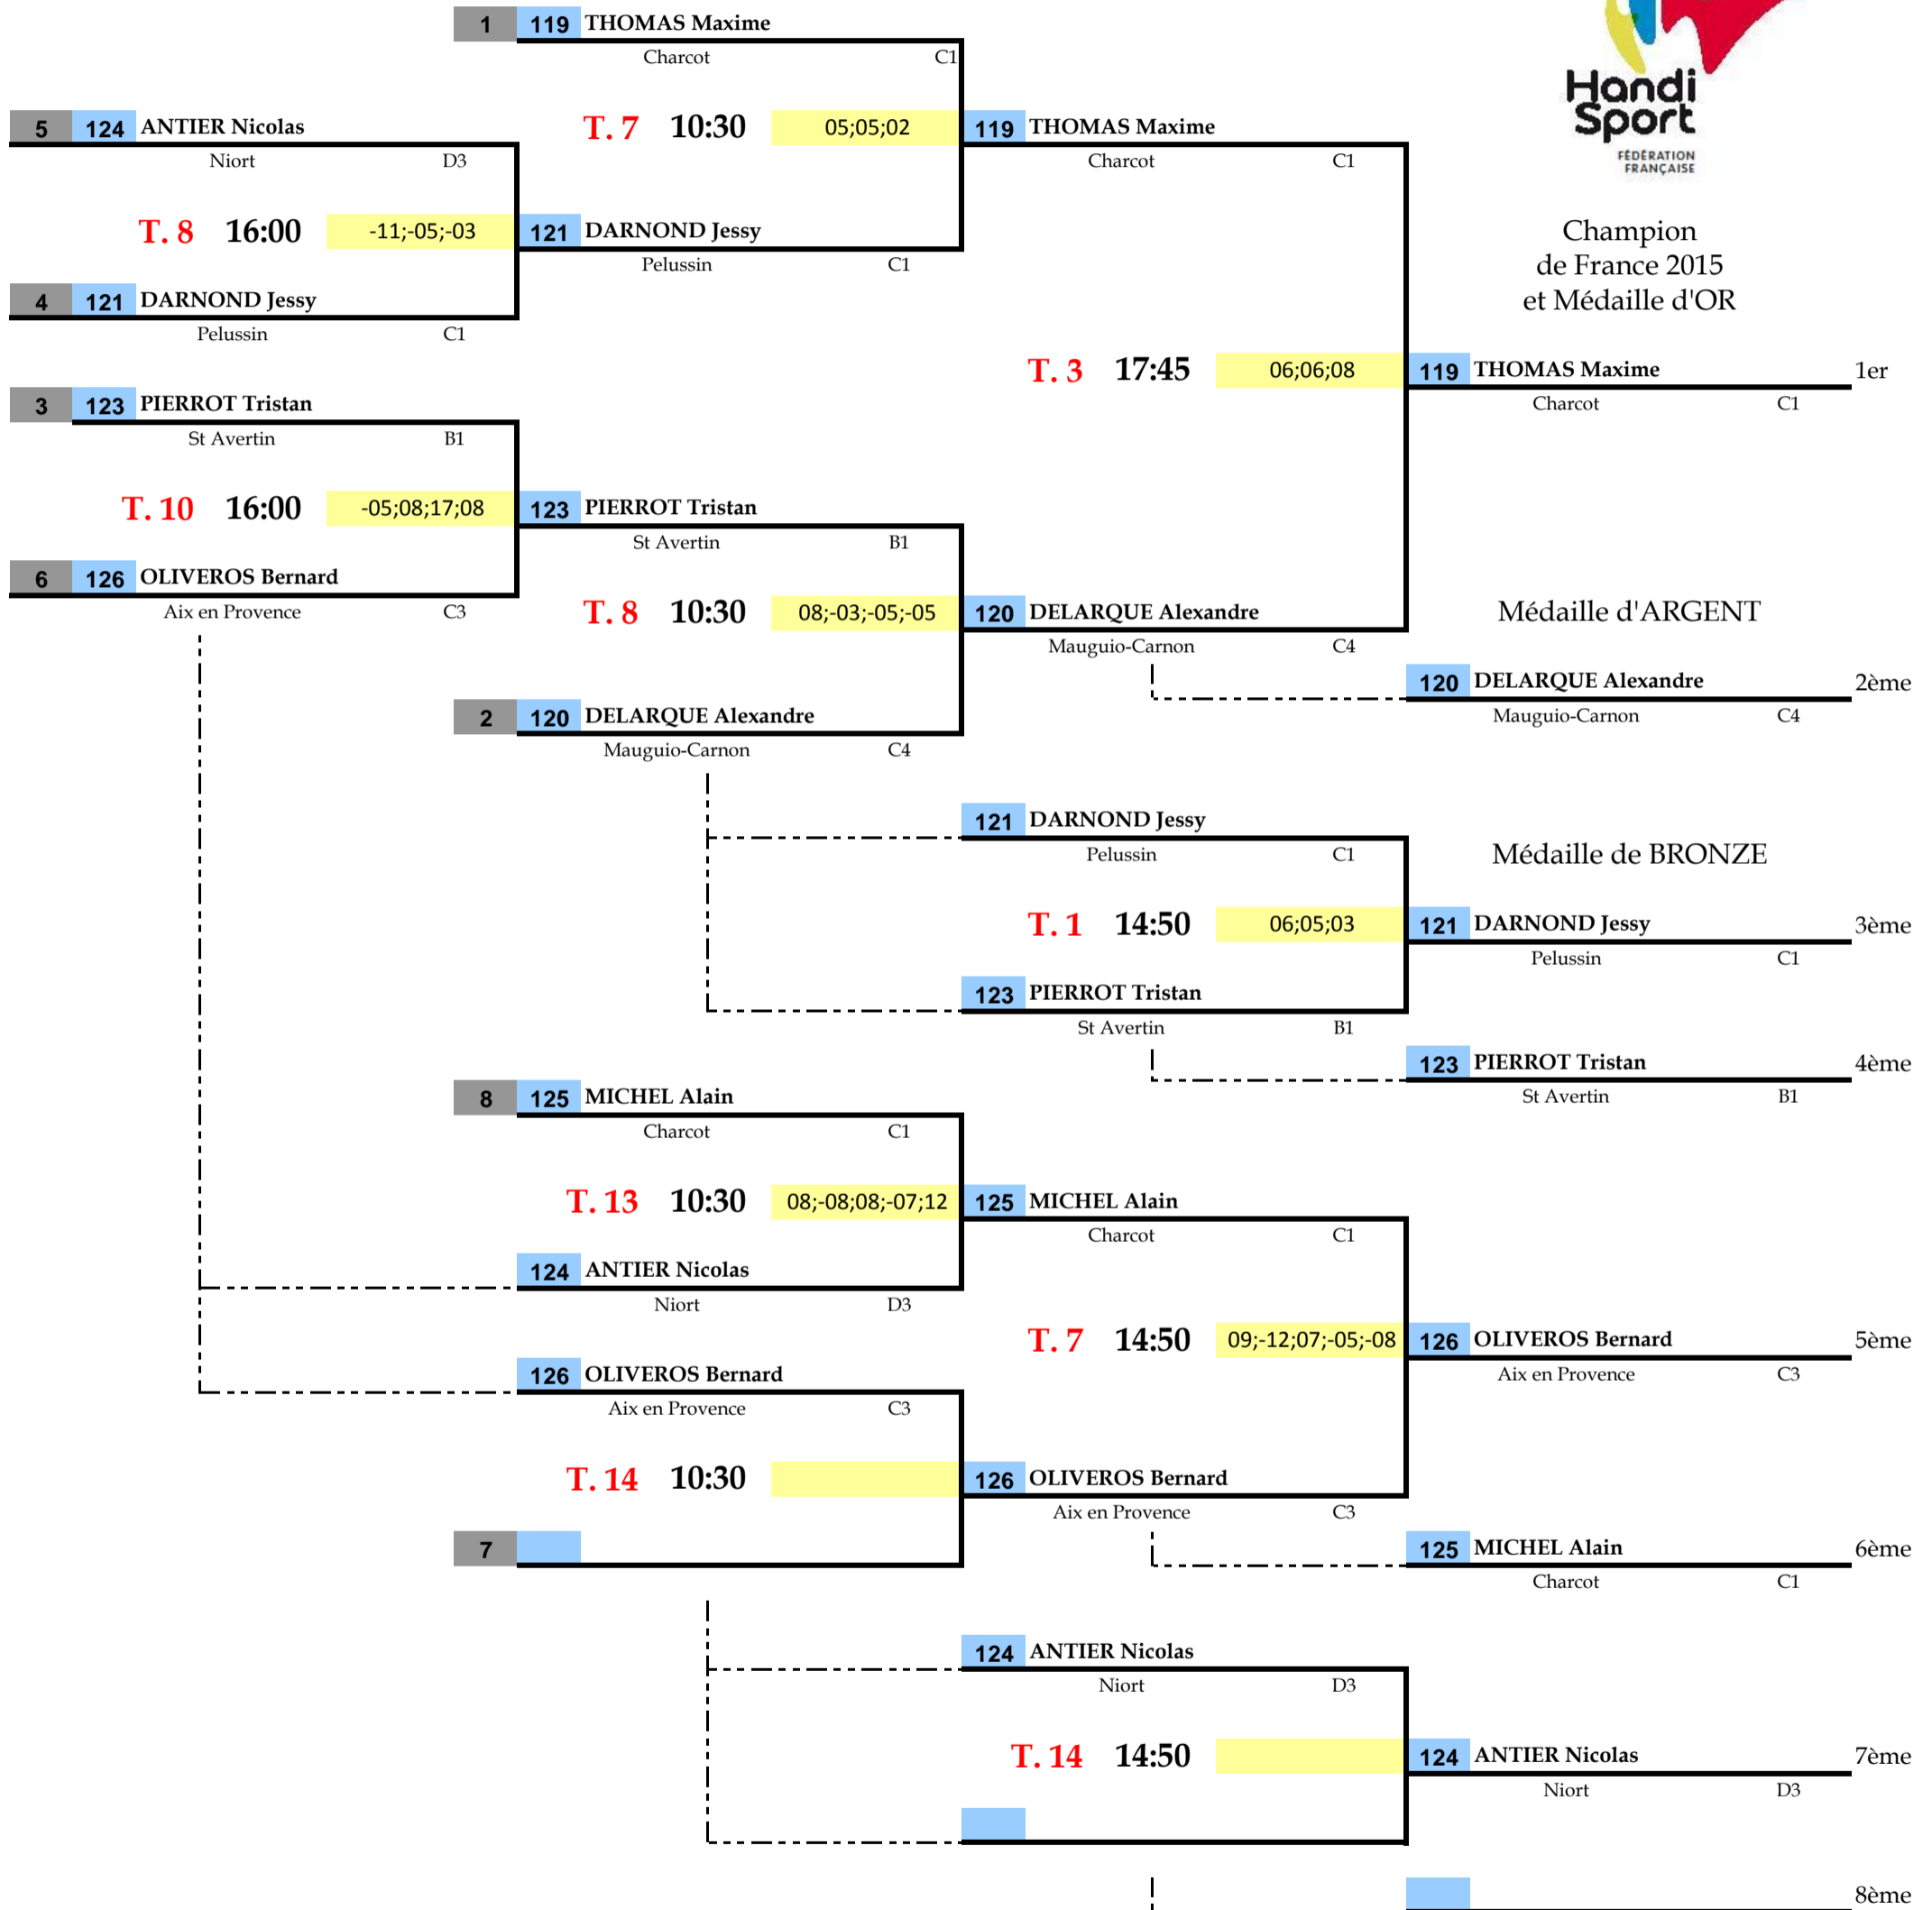 1 119 THOMAS Maxime
Charcot C1
Handi
Sport
FÉDÉRATION
FRANÇAISE
5 124 ANTIER Nicolas
T. 7 10:30 05;05;02
119 THOMAS Maxime
Niort D3
Charcot C1
T. 8 16:00 -11;-05;-03
121 DARNOND Jessy
Pelussin C1
Champion
de France 2015
et Médaille d'OR
4 121 DARNOND Jessy
Pelussin C1
T. 3 17:45 06;06;08
119 THOMAS Maxime 1er
Charcot C1
3 123 PIERROT Tristan
St Avertin B1
T. 10 16:00 -05;08;17;08
123 PIERROT Tristan
St Avertin B1
6 126 OLIVEROS Bernard
Aix en Provence C3
T. 8 10:30 08;-03;-05;-05
120 DELARQUE Alexandre
Mauguio-Carnon C4
Médaille d'ARGENT
120 DELARQUE Alexandre 2ème
Mauguio-Carnon C4
2 120 DELARQUE Alexandre
Mauguio-Carnon C4
121 DARNOND Jessy
Pelussin C1
Médaille de BRONZE
T. 1 14:50 06;05;03
121 DARNOND Jessy 3ème
Pelussin C1
123 PIERROT Tristan
St Avertin B1
123 PIERROT Tristan 4ème
St Avertin B1
8 125 MICHEL Alain
Charcot C1
T. 13 10:30 08;-08;08;-07;12
125 MICHEL Alain
Charcot C1
124 ANTIER Nicolas
Niort D3
T. 7 14:50 09;-12;07;-05;-08
126 OLIVEROS Bernard 5ème
Aix en Provence C3
126 OLIVEROS Bernard
Aix en Provence C3
T. 14 10:30
126 OLIVEROS Bernard
Aix en Provence C3
7
125 MICHEL Alain 6ème
Charcot C1
124 ANTIER Nicolas
Niort D3
T. 14 14:50
124 ANTIER Nicolas 7ème
Niort D3
8ème